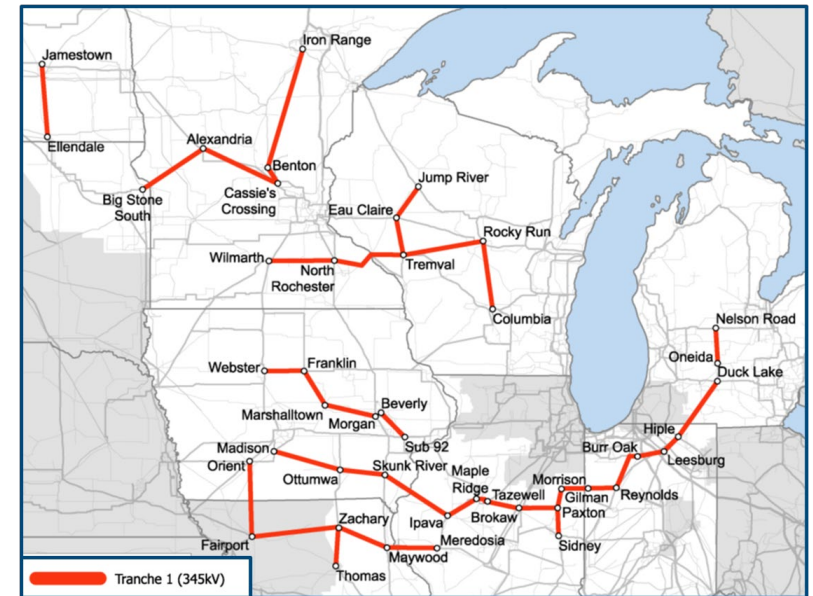 Iron Range
Jamestown
Alexandria
Ellendale
Benton
Jump River
Big Stone
South
Cassie's
Crossing
Eau Claire
Rocky Run
Wilmarth
North
Rochester
Tremval
Columbia
Nelson Road
Webster
Franklin
Oneida
Duck Lake
Marshalltown
Beverly
Morgan
Hiple
Madison
Sub 92
Burr Oak
Orient
Skunk River
Maple
Ridge
Leesburg
Ottumwa
Tazewell
Morrison
Gilman
Reynolds
Ipava
Brokaw
Paxton
Zachary
Fairport
Meredosia
Sidney
Maywood
Thomas
Tranche 1 (345kV)